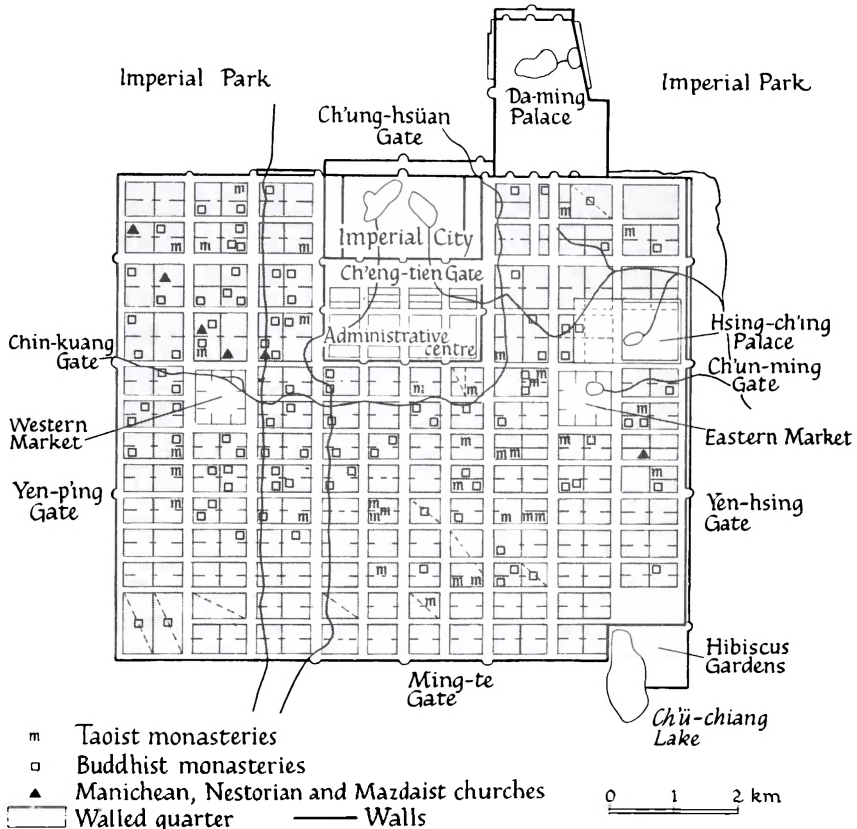 Imperial Park
Imperial Park
Da-ming
Palace
Ch'ung-hsüan
Gate
Imperial City
Ch'eng-tien Gate
Administrative
centre
Chin-kuang
Gate
Hsing-ch'ing
Palace
Ch'un-ming
Gate
Western
Market
Eastern Market
Yen-p'ing
Gate
Yen-hsing
Gate
Hibiscus
Gardens
Ming-te
Gate
Ch'ü-chiang
Lake
m Taoist monasteries
Buddhist monasteries
Manichean, Nestorian and Mazdaist churches
Walled quarter Walls
0 1 2 km